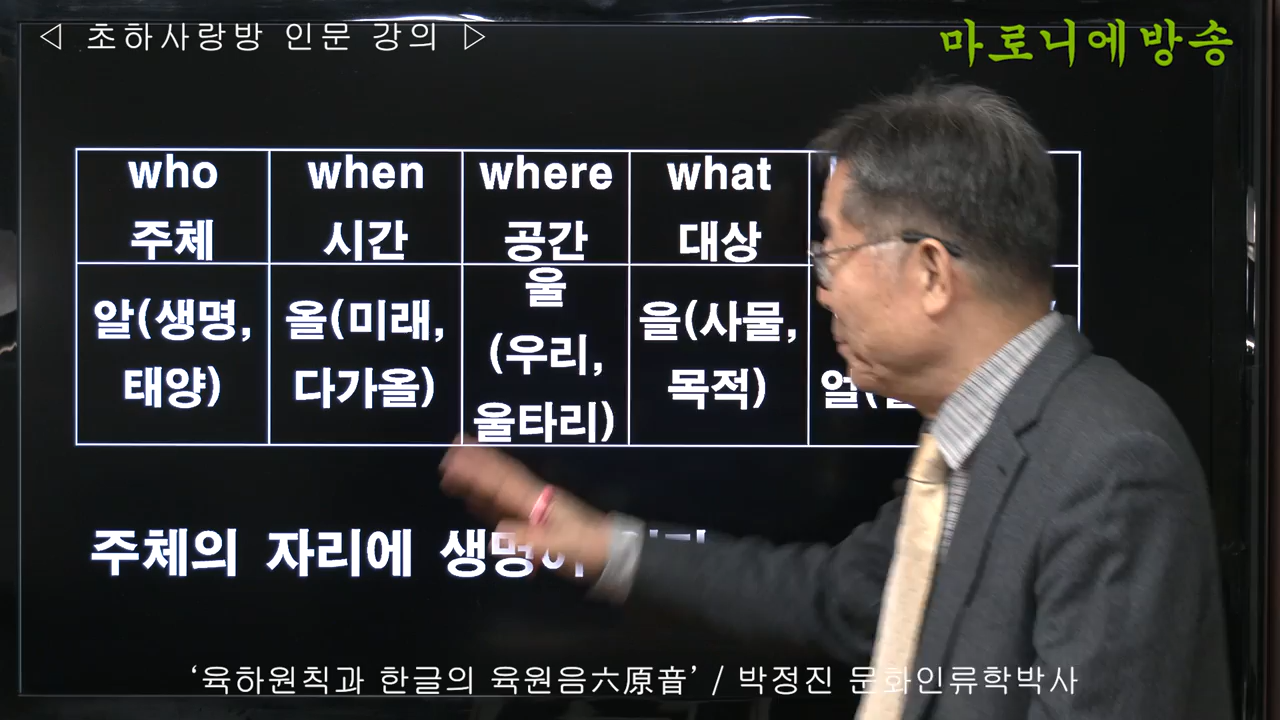 ◁ 초하사랑방 인문 강의 ▷
마로니에방송
who when where what
주체 시간 공간 대상
알(생명, 태양)
올(미래, 다가올)
울 (우리, 울타리)
을(사물, 목적)
주체의 자리에
‘육하원칙과 한글의 육원음六原音’ / 박정진 문화인류학박사